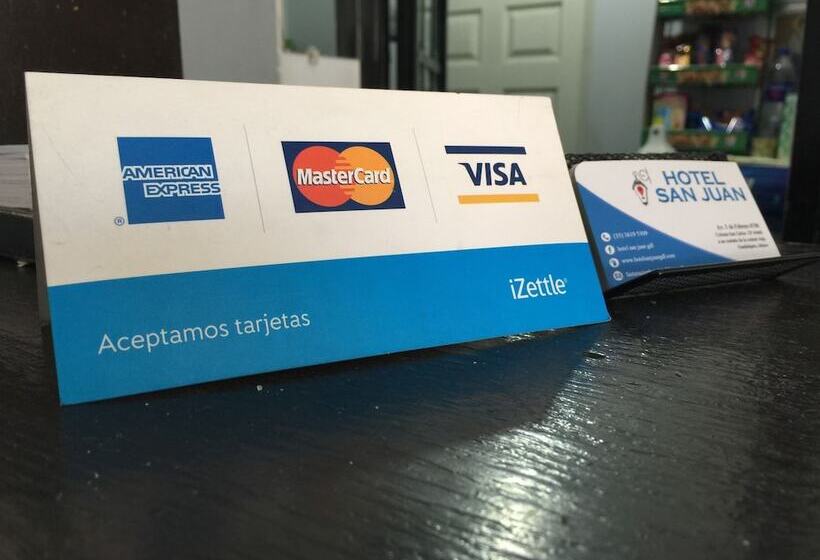 AMERICAN
EXPRESS
®
MasterCard
VISA
iZettle
Aceptamos tarjetas
HOTEL
SAN JUAN